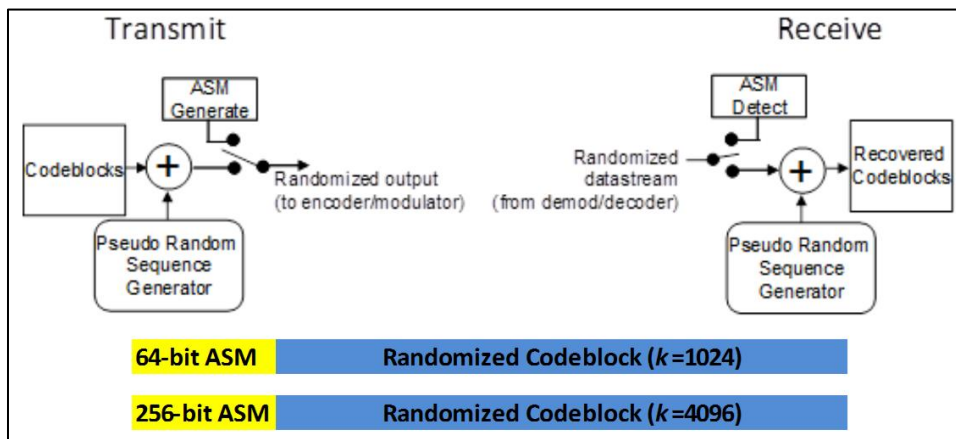 Transmit
Receive
ASM
Generate
Codeblocks
+
Randomized output
(to encoder/modulator)
Pseudo Random
Sequence
Generator
ASM
Detect
Randomized
datastream
(from demod/decoder)
+
Recovered
Codeblocks
Pseudo Random
Sequence
Generator
64-bit ASM Randomized Codeblock (k=1024)
256-bit ASM Randomized Codeblock (k=4096)